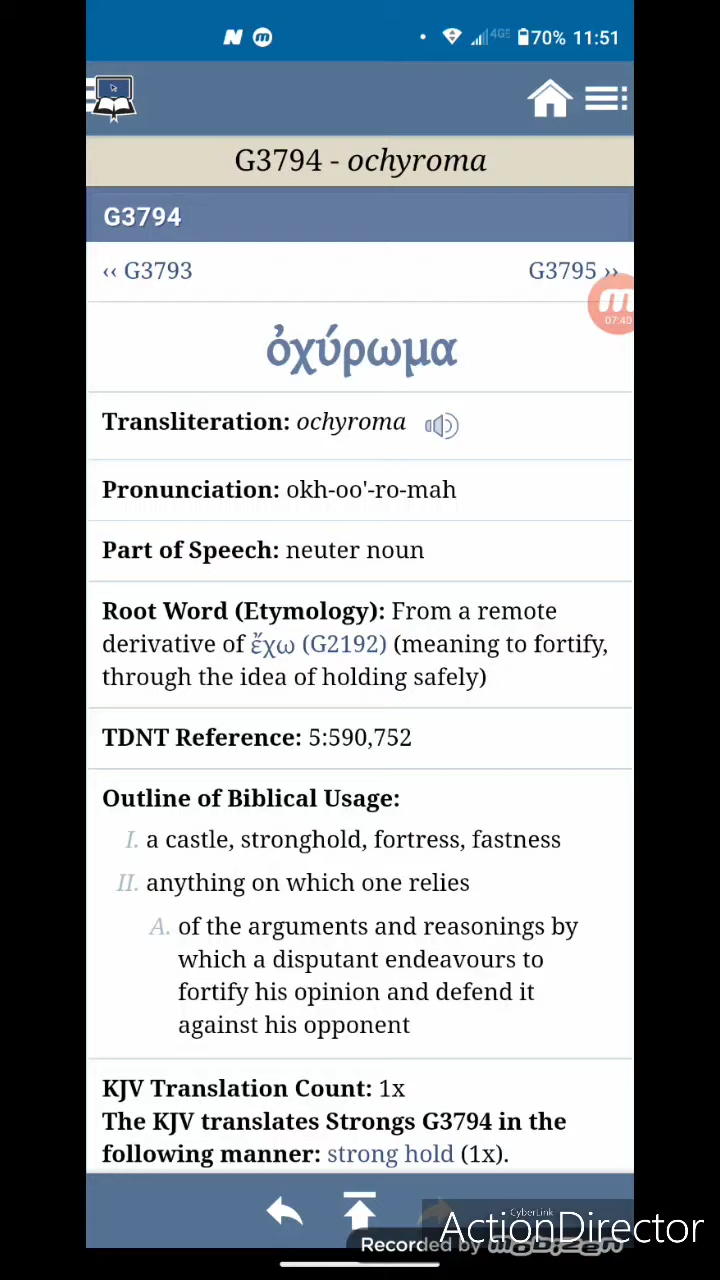 70% 11:51
G3794 - ochyroma
G3794
‹‹ G3793 G3795 ››
07:40
ὀχύρωμα
Transliteration: ochyroma
Pronunciation: okh-oo'-ro-mah
Part of Speech: neuter noun
Root Word (Etymology): From a remote
derivative of ἔχω (G2192) (meaning to fortify,
through the idea of holding safely)
TDNT Reference: 5:590,752
Outline of Biblical Usage:
I. a castle, stronghold, fortress, fastness
II. anything on which one relies
A. of the arguments and reasonings by
which a disputant endeavours to
fortify his opinion and defend it
against his opponent
KJV Translation Count: 1x
The KJV translates Strongs G3794 in the
following manner: strong hold (1x).
CyberLink
ActionDirector
Recorded by mobizen